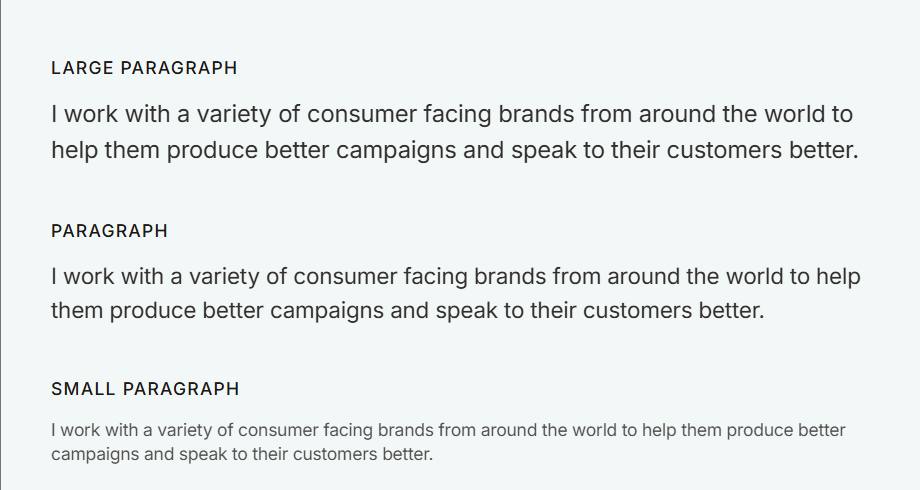 LARGE PARAGRAPH
I work with a variety of consumer facing brands from around the world to
help them produce better campaigns and speak to their customers better.
PARAGRAPH
I work with a variety of consumer facing brands from around the world to help
them produce better campaigns and speak to their customers better.
SMALL PARAGRAPH
I work with a variety of consumer facing brands from around the world to help them produce better
campaigns and speak to their customers better.